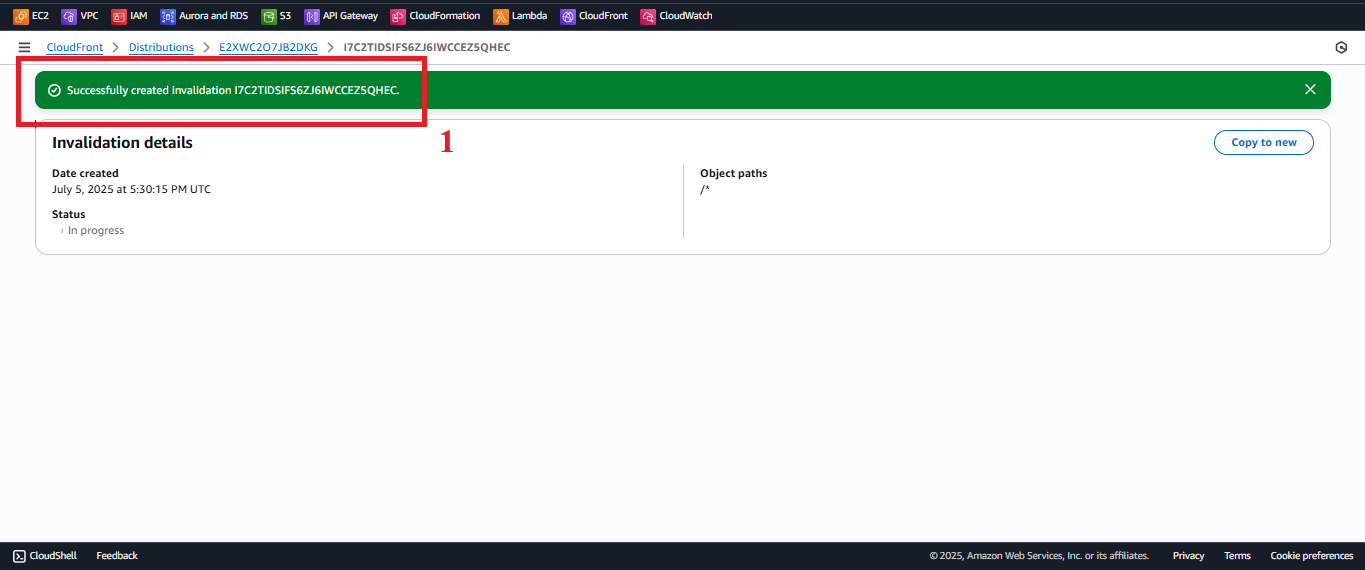 EC2 VPC IAM Aurora and RDS S3 API Gateway CloudFormation Lambda CloudFront CloudWatch
CloudFront Distributions E2XWC2O7JB2DKG I7C2TIDSIFS6ZJ6IWCCEZ5QHEC
Successfully created invalidation I7C2TIDSIFS6ZJ6IWCCEZ5QHEC.
1
Invalidation details
Copy to new
Date created
July 5, 2025 at 5:30:15 PM UTC
Object paths
/*
Status
In progress
CloudShell Feedback © 2025, Amazon Web Services, Inc. or its affiliates. Privacy Terms Cookie preferences